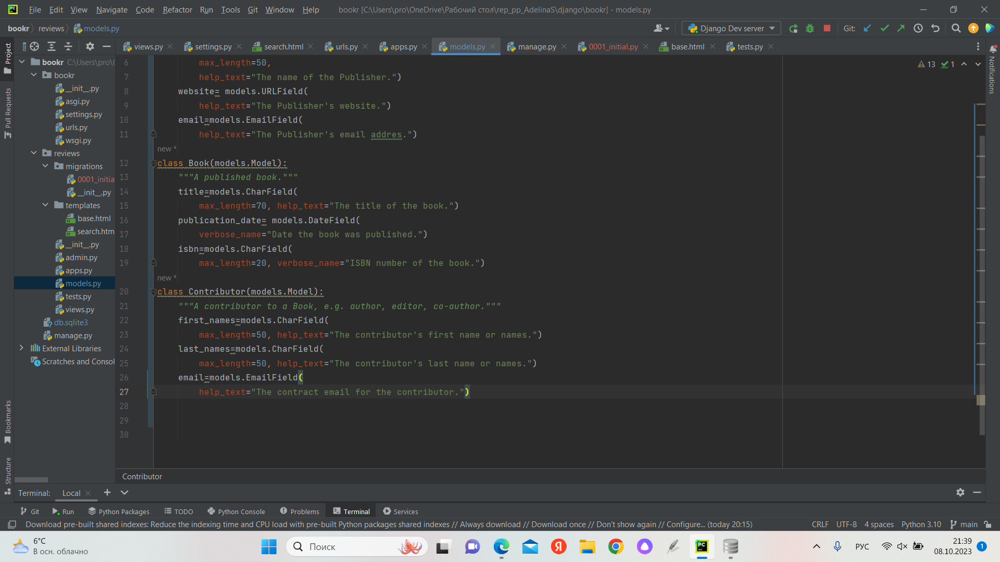 File Edit View Navigate Code Refactor Run Tools Git Window Help bookr [C:\Users\pro\OneDrive\Рабочий стол\rep_pp_AdelinaS\django\bookr] - models.py
bookr reviews models.py Django Dev server Git:
views.py settings.py search.html urls.py apps.py models.py manage.py 0001_initial.py base.html tests.py
Project
Pull Requests
Bookmarks
Structure
Notifications
bookr C:\Users\pro\
bookr
__init__.py
asgi.py
settings.py
urls.py
wsgi.py
reviews
migrations
0001_initia
__init__.py
templates
base.html
search.htm
__init__.py
admin.py
apps.py
models.py
tests.py
views.py
db.sqlite3
manage.py
External Libraries
Scratches and Consol
13 1
6 max_length=50,
7 help_text="The name of the Publisher.")
8 website= models.URLField(
9 help_text="The Publisher's website.")
10 email=models.EmailField(
11 help_text="The Publisher's email addres.")
new *
12 class Book(models.Model):
13 """A published book."""
14 title=models.CharField(
15 max_length=70, help_text="The title of the book.")
16 publication_date= models.DateField(
17 verbose_name="Date the book was published.")
18 isbn=models.CharField(
19 max_length=20, verbose_name="ISBN number of the book.")
new *
20 class Contributor(models.Model):
21 """A contributor to a Book, e.g. author, editor, co-author."""
22 first_names=models.CharField(
23 max_length=50, help_text="The contributor's first name or names.")
24 last_names=models.CharField(
25 max_length=50, help_text="The contributor's last name or names.")
26 email=models.EmailField(
27 help_text="The contract email for the contributor.")
28
29
30
Contributor
Terminal: Local
Git Run Python Packages TODO Python Console Problems Terminal Services
Download pre-built shared indexes: Reduce the indexing time and CPU load with pre-built Python packages shared indexes // Always download // Download once // Don't show again // Configure... (today 20:15) CRLF UTF-8 4 spaces Python 3.10 main
6°C
В осн. облачно
Поиск
РУС
21:39
08.10.2023
1